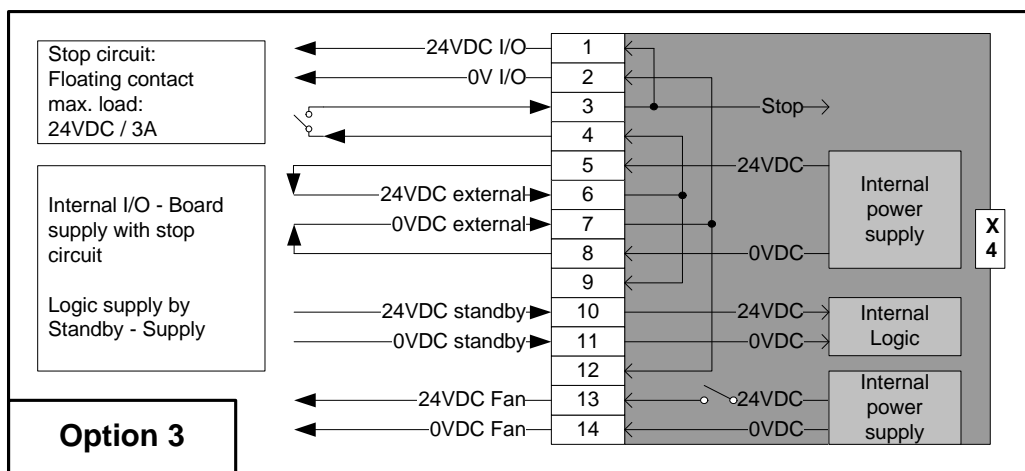 Stop circuit:
Floating contact
max. load:
24VDC / 3A
Internal I/O - Board
supply with stop
circuit
Logic supply by
Standby - Supply
Option 3
24VDC I/O
0V I/O
24VDC external
0VDC external
24VDC standby
0VDC standby
24VDC Fan
0VDC Fan
1
2
3
4
5
6
7
8
9
10
11
12
13
14
Stop
24VDC
0VDC
24VDC
0VDC
24VDC
0VDC
Internal
power
supply
Internal
Logic
Internal
power
supply
X
4